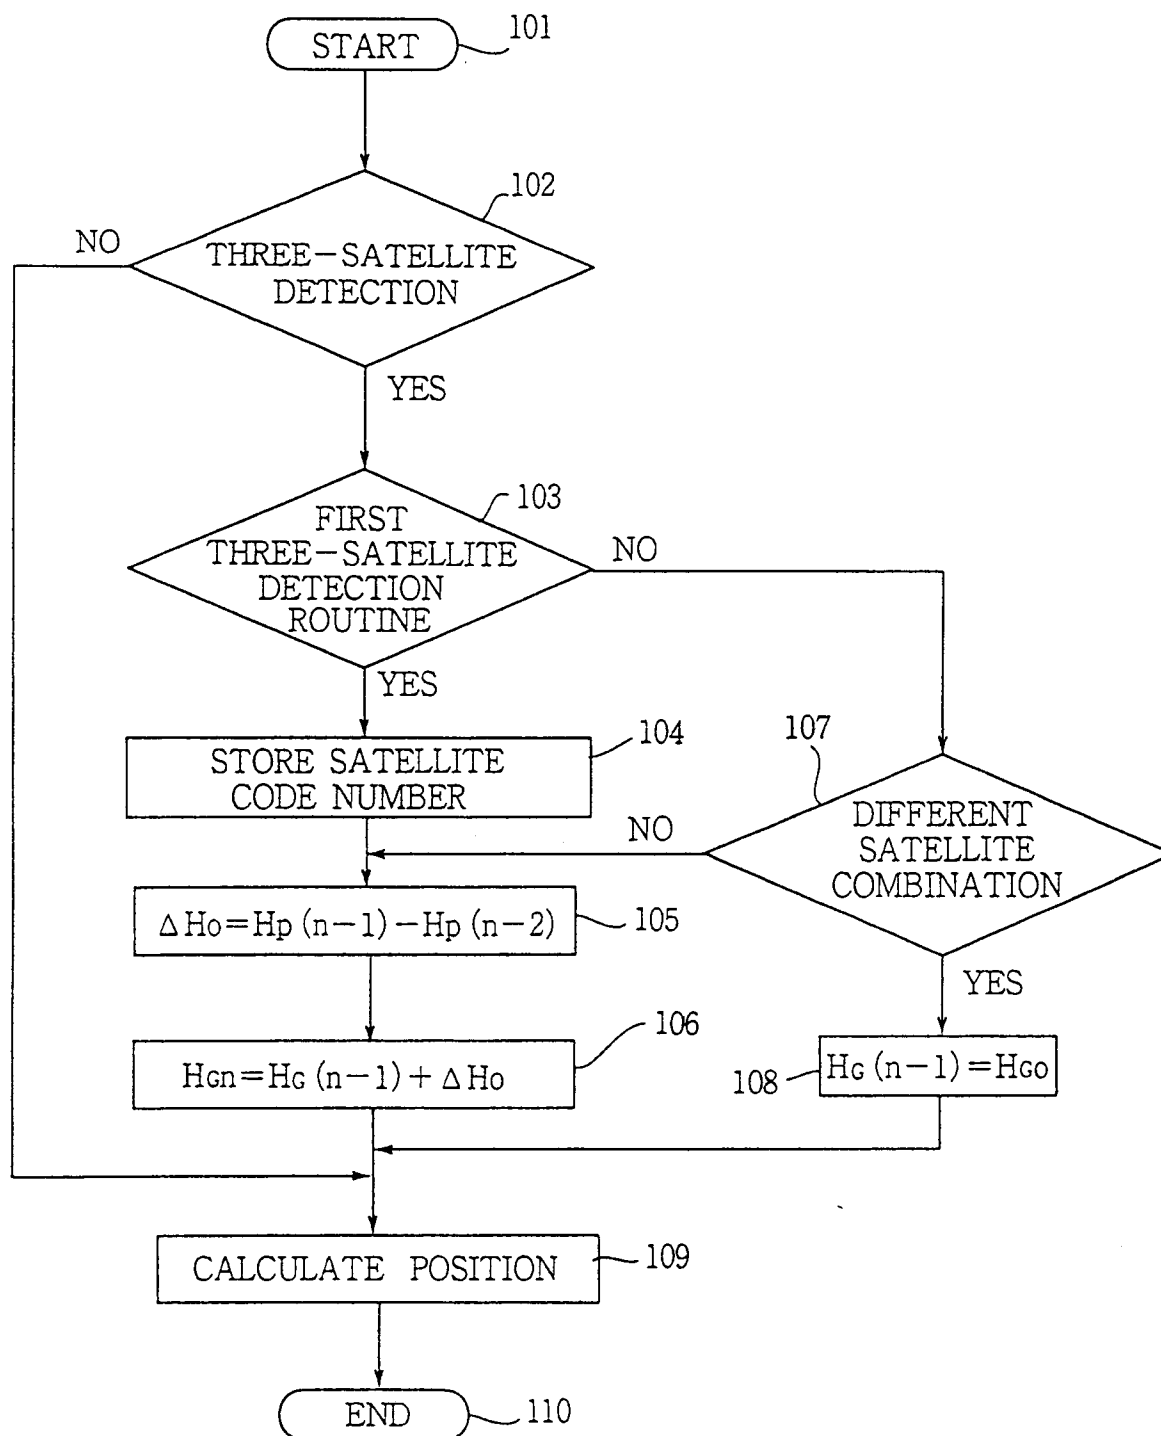 START
101
102
NO
THREE-SATELLITE
DETECTION
YES
103
FIRST
THREE-SATELLITE
DETECTION
ROUTINE
NO
YES
104
STORE SATELLITE
CODE NUMBER
107
DIFFERENT
SATELLITE
COMBINATION
NO
ΔHo=Hp(n-1)-Hp(n-2)
105
YES
106
HGn=HG(n-1)+ΔHo
108
HG(n-1)=HGo
CALCULATE POSITION
109
END
110